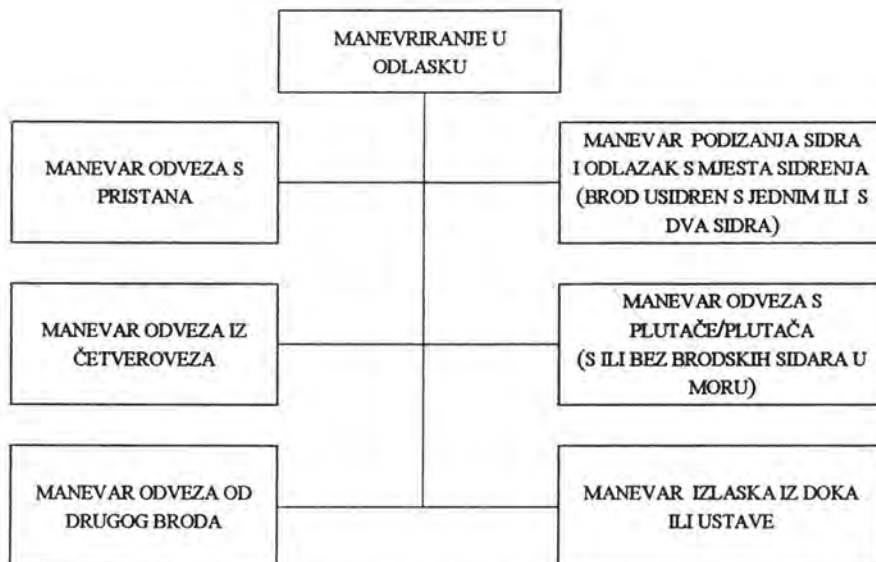 MANEVRIRANJE U
ODLASKU
MANEVAR ODVEZA S
PRISTANA
MANEVAR PODIZANJA SIDRA
I ODLAZAK S MJESTA SIDRENJA
(BROD USIDREN S JEDNIM ILI S
DVA SIDRA)
MANEVAR ODVEZA IZ
ČETVEROVEZA
MANEVAR ODVEZA S
PLUTAČE/PLUTAČA
(S ILI BEZ BRODSKIH SIDARA U
MORU)
MANEVAR ODVEZA OD
DRUGOG BRODA
MANEVAR IZLASKA IZ DOKA
ILI USTAVE